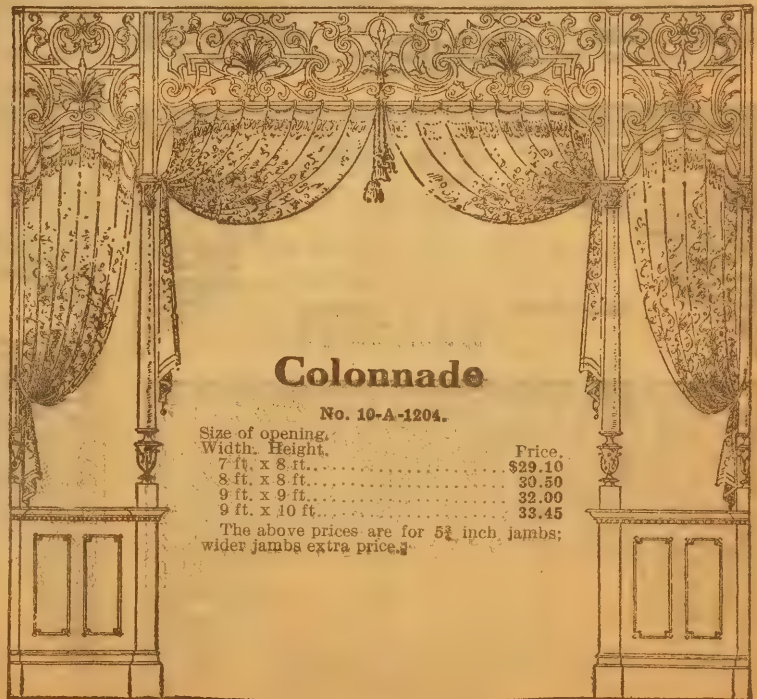 Colonnade
No. 10-A-1204.
Size of opening.
Width. Height. Price.
7 ft. x 8 ft. $29.10
8 ft. x 8 ft. 30.50
9 ft. x 9 ft. 32.00
9 ft. x 10 ft. 33.45
The above prices are for 5¾ inch jambs;
wider jambs extra price.